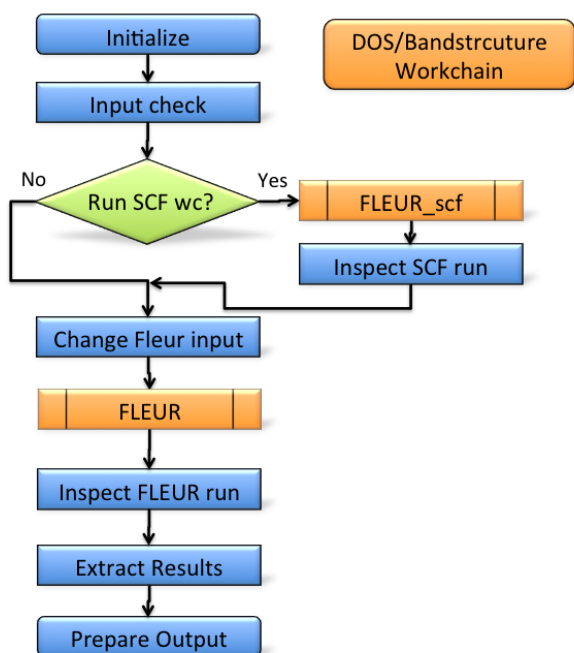 Initialize
DOS/Bandstrcuture
Workchain
Input check
No
Yes
Run SCF wc?
FLEUR_scf
Inspect SCF run
Change Fleur input
FLEUR
Inspect FLEUR run
Extract Results
Prepare Output